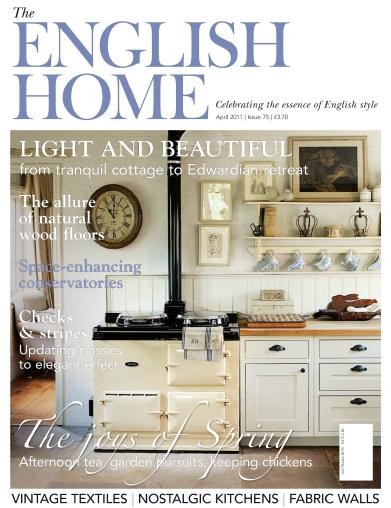 The
ENGLISH
HOME
Celebrating the essence of English style
April 2011 | Issue 75 | £3.70
LIGHT AND BEAUTIFUL
from tranquil cottage to Edwardian retreat
The allure
of natural
wood floors
Space-enhancing
conservatories
Checks
& stripes
Updating classics
to elegant effect
The joys of Spring
Afternoon tea, garden pursuits, keeping chickens
VINTAGE TEXTILES | NOSTALGIC KITCHENS | FABRIC WALLS